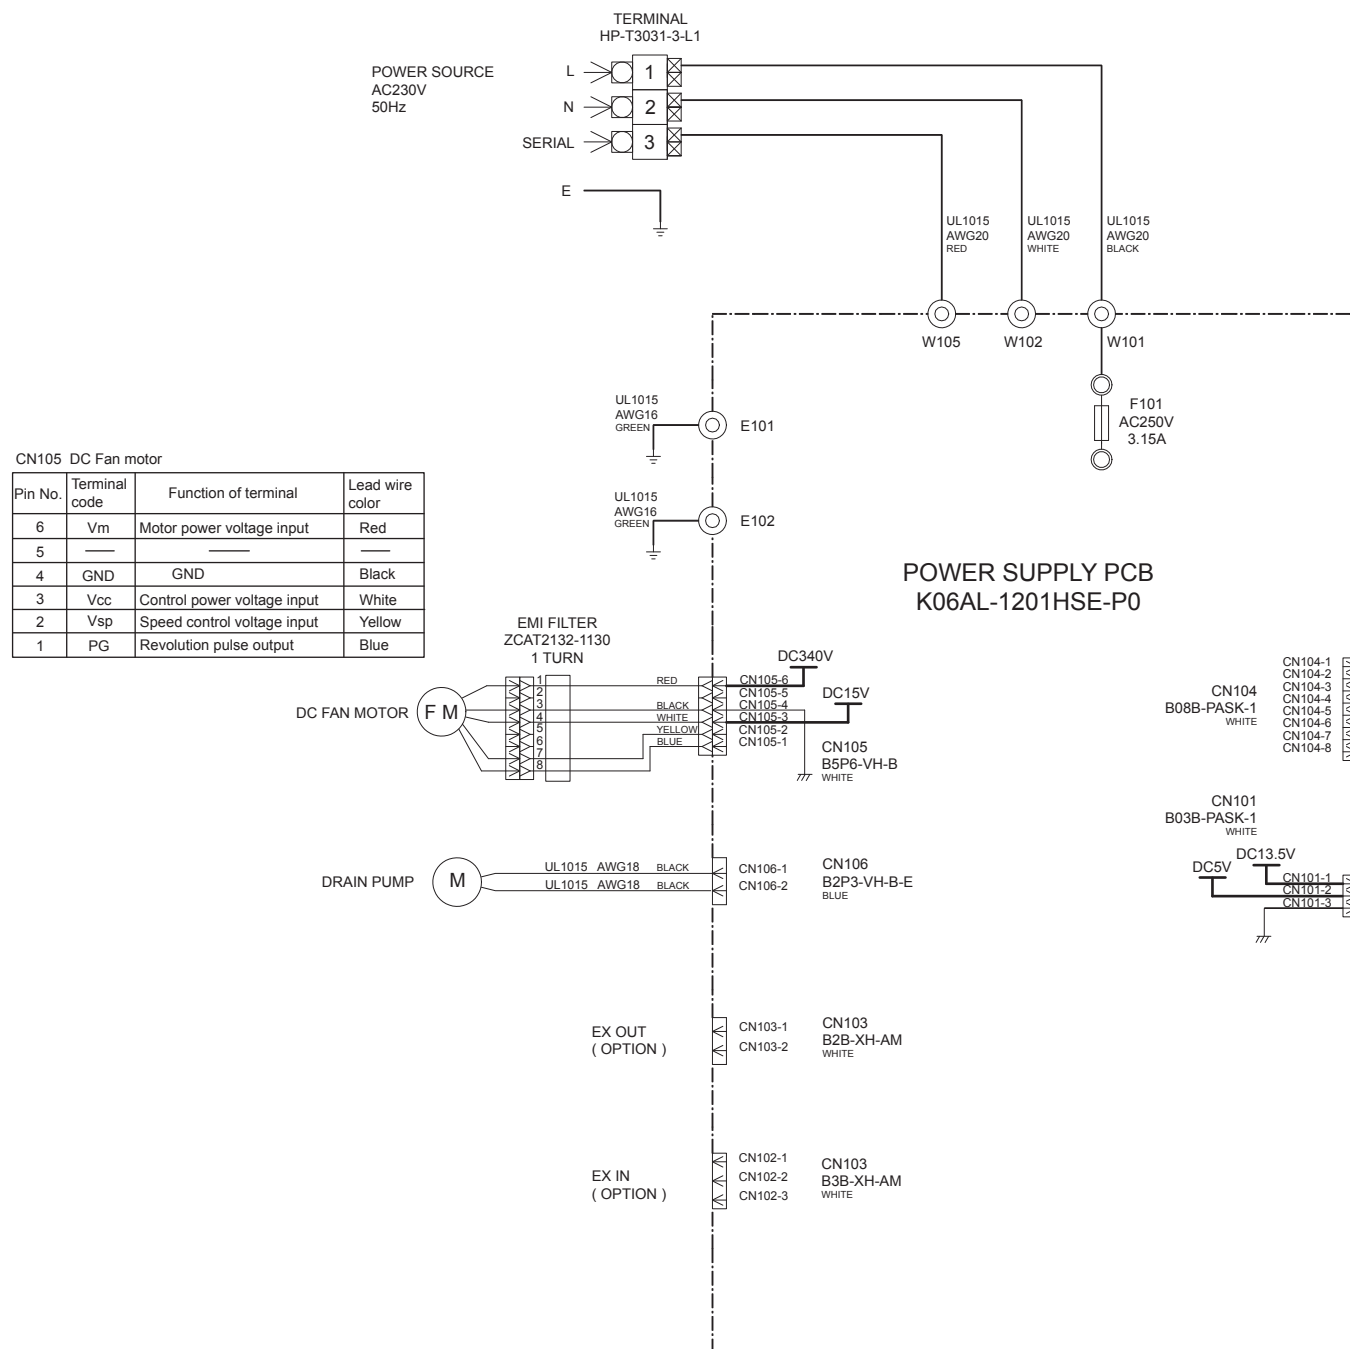 TERMINAL
HP-T3031-3-L1
POWER SOURCE
AC230V
50Hz
L
1
N
2
SERIAL
3
E
UL1015
AWG20
RED
UL1015
AWG20
WHITE
UL1015
AWG20
BLACK
W105
W102
W101
F101
AC250V
3.15A
UL1015
AWG16
GREEN
E101
UL1015
AWG16
GREEN
E102
CN105 DC Fan motor
Pin No. Terminal code Function of terminal Lead wire color
6 Vm Motor power voltage input Red
5
4 GND GND Black
3 Vcc Control power voltage input White
2 Vsp Speed control voltage input Yellow
1 PG Revolution pulse output Blue
POWER SUPPLY PCB
K06AL-1201HSE-P0
EMI FILTER
ZCAT2132-1130
1 TURN
DC FAN MOTOR
F M
1
2
3
4
5
6
7
8
RED
BLACK
WHITE
YELLOW
BLUE
DC340V
CN105-6
CN105-5
CN105-4
CN105-3
CN105-2
CN105-1
DC15V
CN105
B5P6-VH-B
WHITE
CN104
B08B-PASK-1
WHITE
CN104-1
CN104-2
CN104-3
CN104-4
CN104-5
CN104-6
CN104-7
CN104-8
CN101
B03B-PASK-1
WHITE
DC13.5V
DC5V
CN101-1
CN101-2
CN101-3
DRAIN PUMP
M
UL1015 AWG18 BLACK
UL1015 AWG18 BLACK
CN106-1
CN106-2
CN106
B2P3-VH-B-E
BLUE
EX OUT
( OPTION )
CN103-1
CN103-2
CN103
B2B-XH-AM
WHITE
EX IN
( OPTION )
CN102-1
CN102-2
CN102-3
CN103
B3B-XH-AM
WHITE